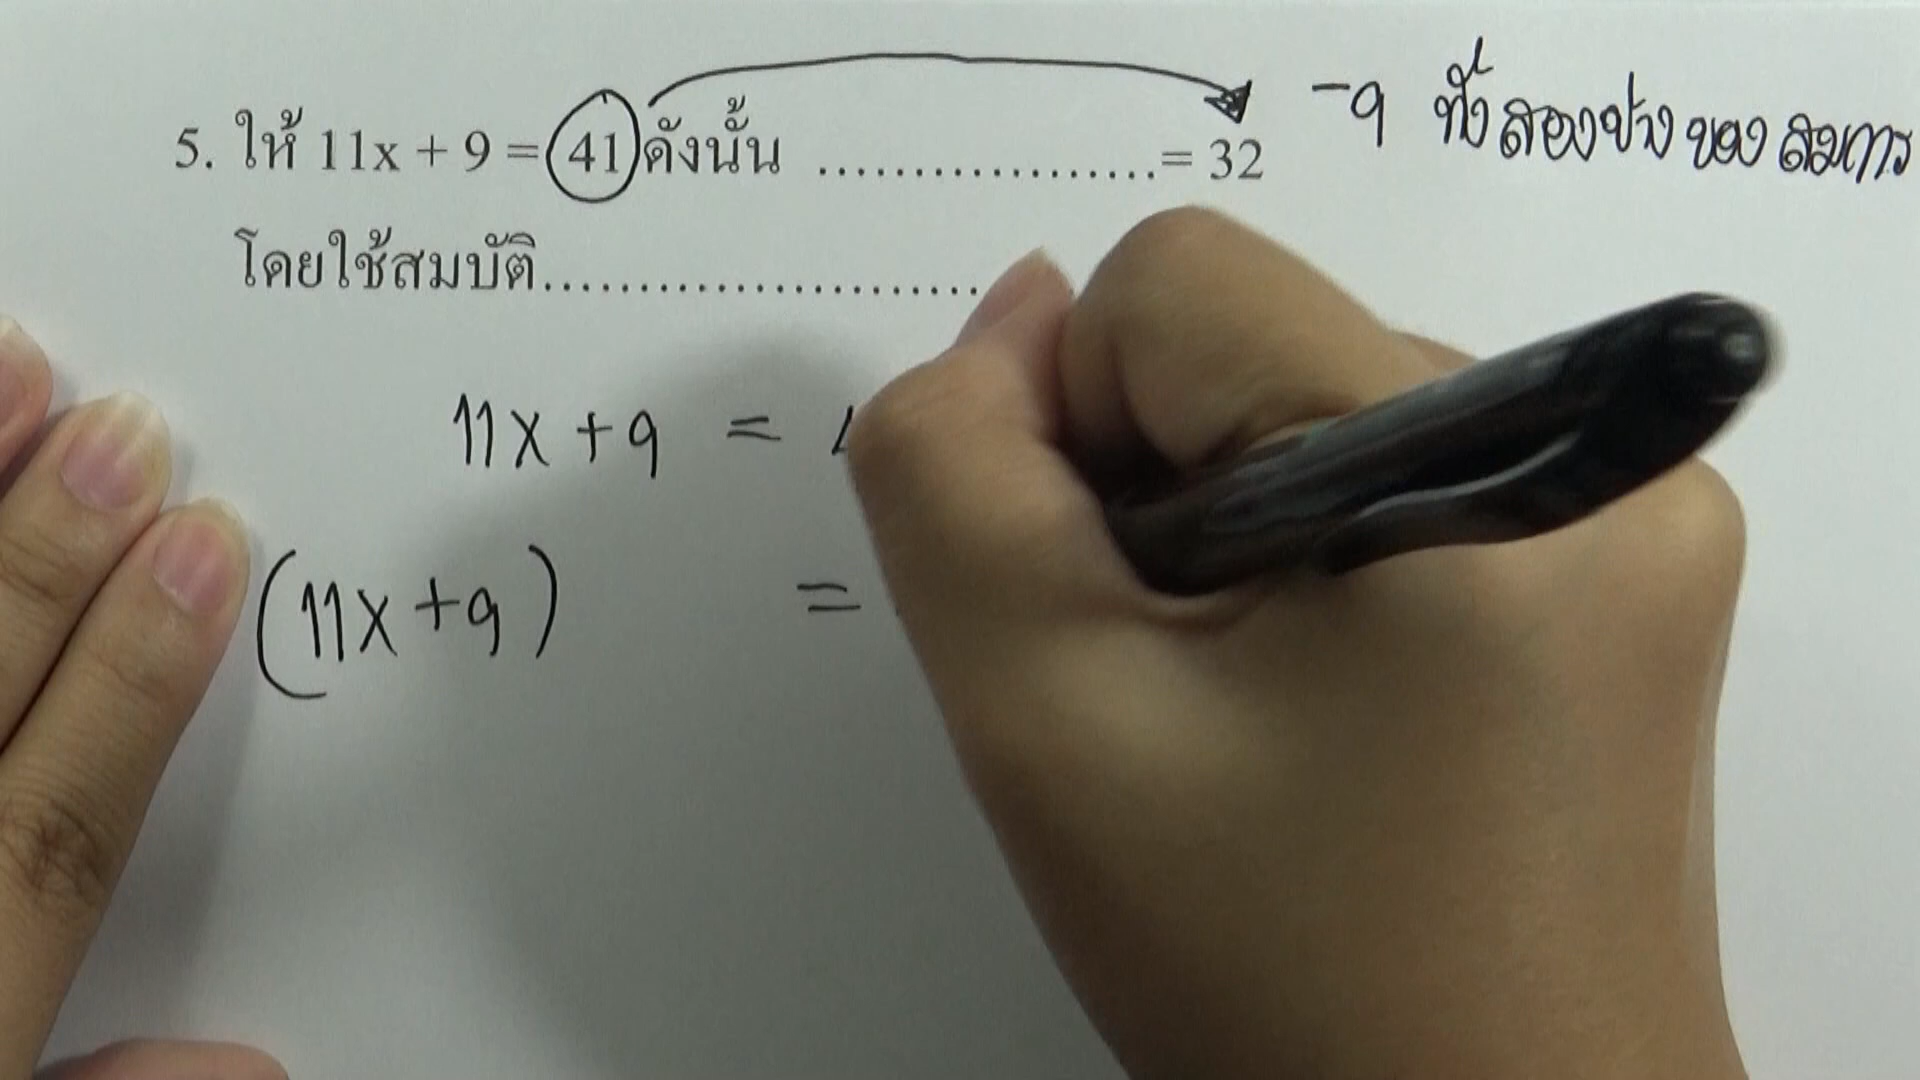 5. ให้ 11x + 9 = 41 ดังนั้น ..................= 32 -9 ทั้งสองข้างของสมการ
โดยใช้สมบัติ.......................
11x + 9 =
(11x + 9) =